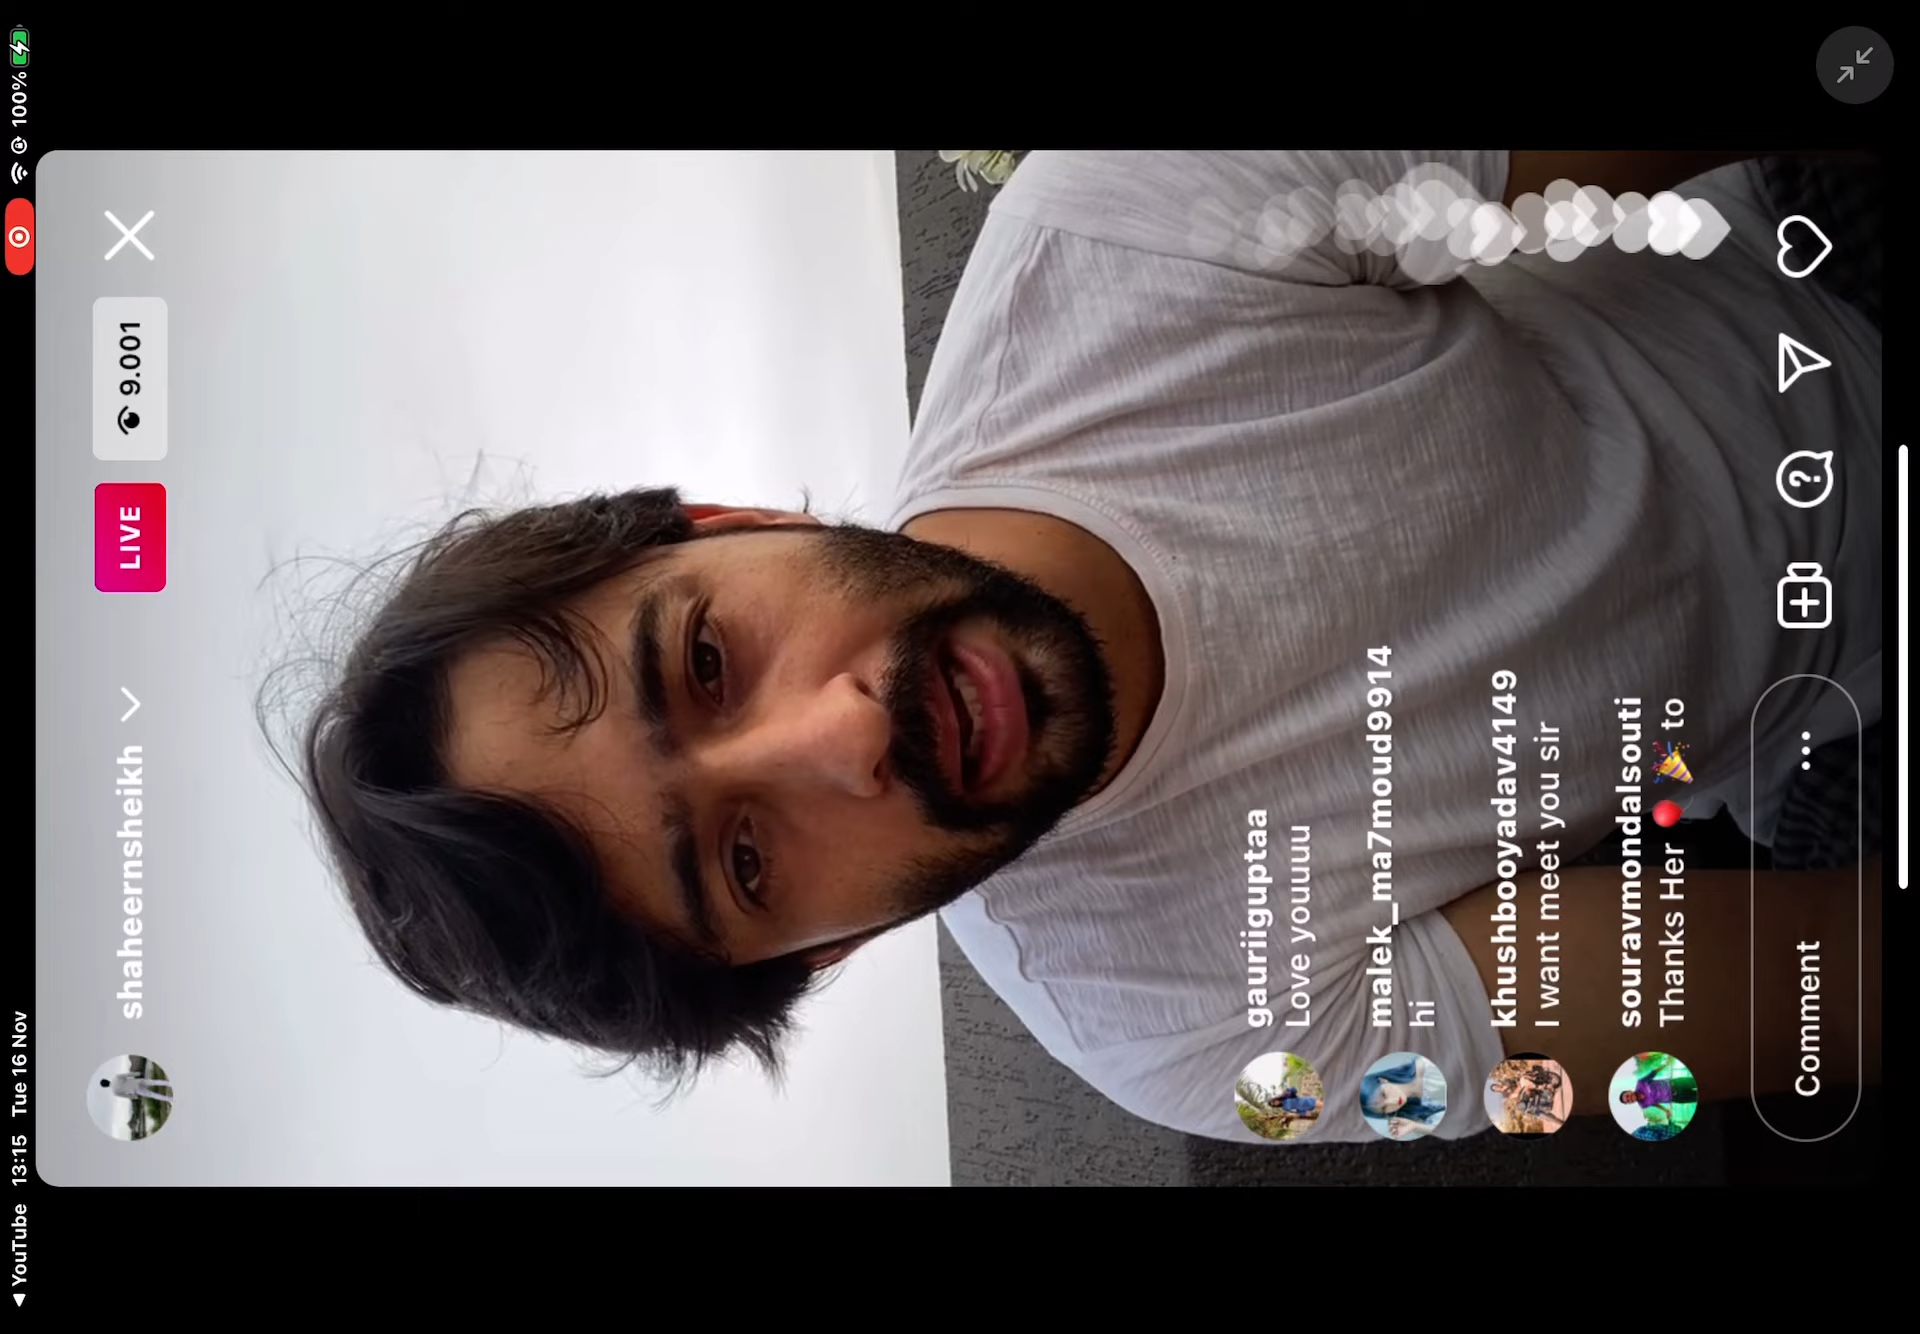 YouTube 13:15 Tue 16 Nov 100%
shaheernsheikh LIVE 9.001
gauriiguptaa
Love youuuu
malek_ma7moud9914
hi
khushbooyadav4149
I want meet you sir
souravmondalsouti
Thanks Her 🎈 🎉 to
Comment